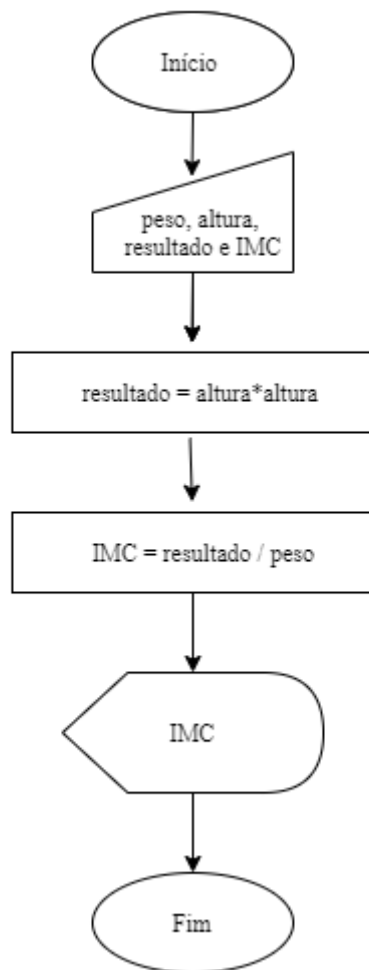 Início
peso, altura,
resultado e IMC
resultado = altura*altura
IMC = resultado / peso
IMC
Fim